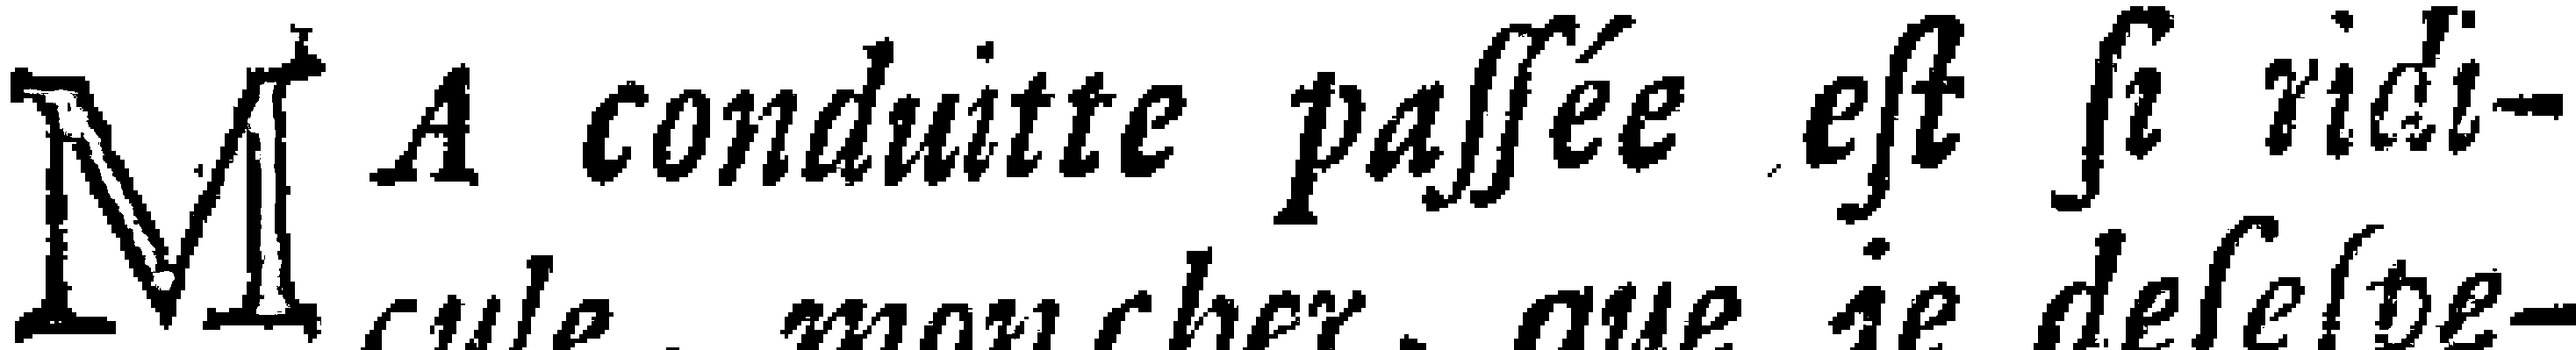 MA conduitte paſſée eſt ſi ridi-
cule, mon cher, que je deſeſpe-